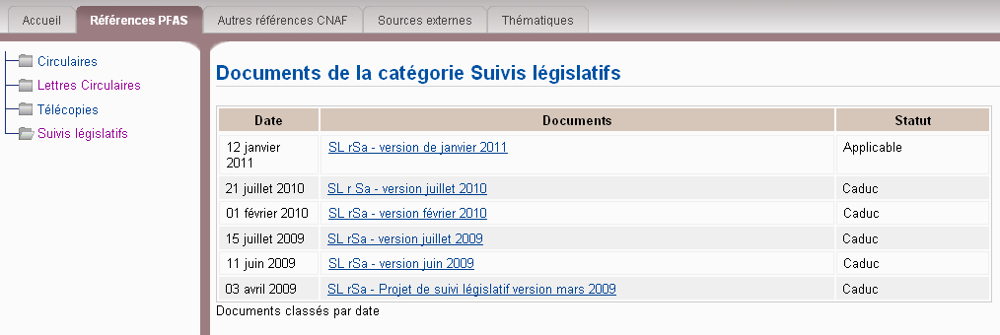 Accueil Références PFAS Autres références CNAF Sources externes Thématiques
Circulaires
Lettres Circulaires
Télécopies
Suivis législatifs
Documents de la catégorie Suivis législatifs
Date Documents Statut
12 janvier 2011 SL rSa - version de janvier 2011 Applicable
21 juillet 2010 SL r Sa - version juillet 2010 Caduc
01 février 2010 SL rSa - version février 2010 Caduc
15 juillet 2009 SL rSa - version juillet 2009 Caduc
11 juin 2009 SL rSa - version juin 2009 Caduc
03 avril 2009 SL rSa - Projet de suivi législatif version mars 2009 Caduc
Documents classés par date